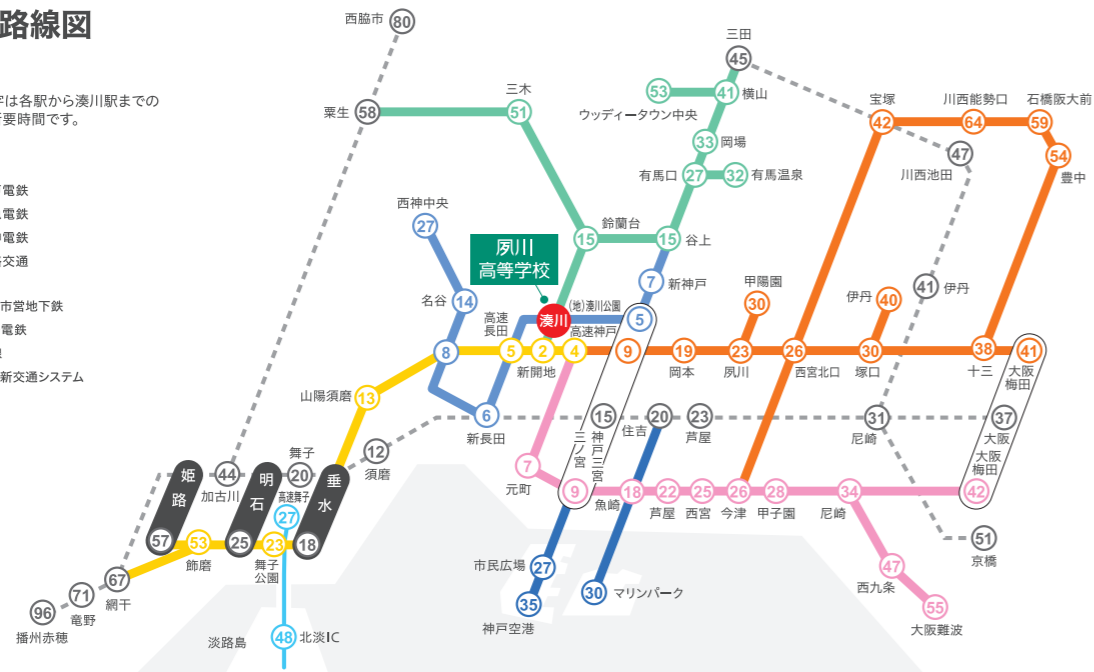 路線図
字は各駅から湊川駅までの
所要時間です。
電鉄
電鉄
電鉄
交通
市営地下鉄
電鉄
新交通システム
西脇市 80
粟生 58
三木 51
三田 45
53 ウッディータウン中央
41 横山
33 岡場
有馬口 27
32 有馬温泉
宝塚 42
川西能勢口 64
石橋阪大前 59
54 豊中
47 川西池田
西神中央 27
夙川
高等学校
15 鈴蘭台
15 谷上
7 新神戸
名谷 14
高速
長田
湊川
(地)湊川公園
高速神戸
5
甲陽園 30
伊丹 40
41 伊丹
8
5
2 新開地
4
9
19 岡本
23 夙川
26 西宮北口
30 塚口
38 十三
41 大阪
梅田
山陽須磨 13
6 新長田
15 神戸三宮
三ノ宮
住吉 20
23 芦屋
31 尼崎
37 大阪
舞子 20
12 須磨
44 加古川
姫路 57
明石 25
垂水 18
高速舞子 27
53 飾磨
23 舞子
公園
67 網干
71 竜野
96 播州赤穂
淡路島
48 北淡IC
7 元町
9
魚崎 18
22 芦屋
25 西宮
26 今津
28 甲子園
34 尼崎
大阪
梅田
42
市民広場 27
35 神戸空港
30 マリンパーク
47 西九条
55 大阪難波
51 京橋